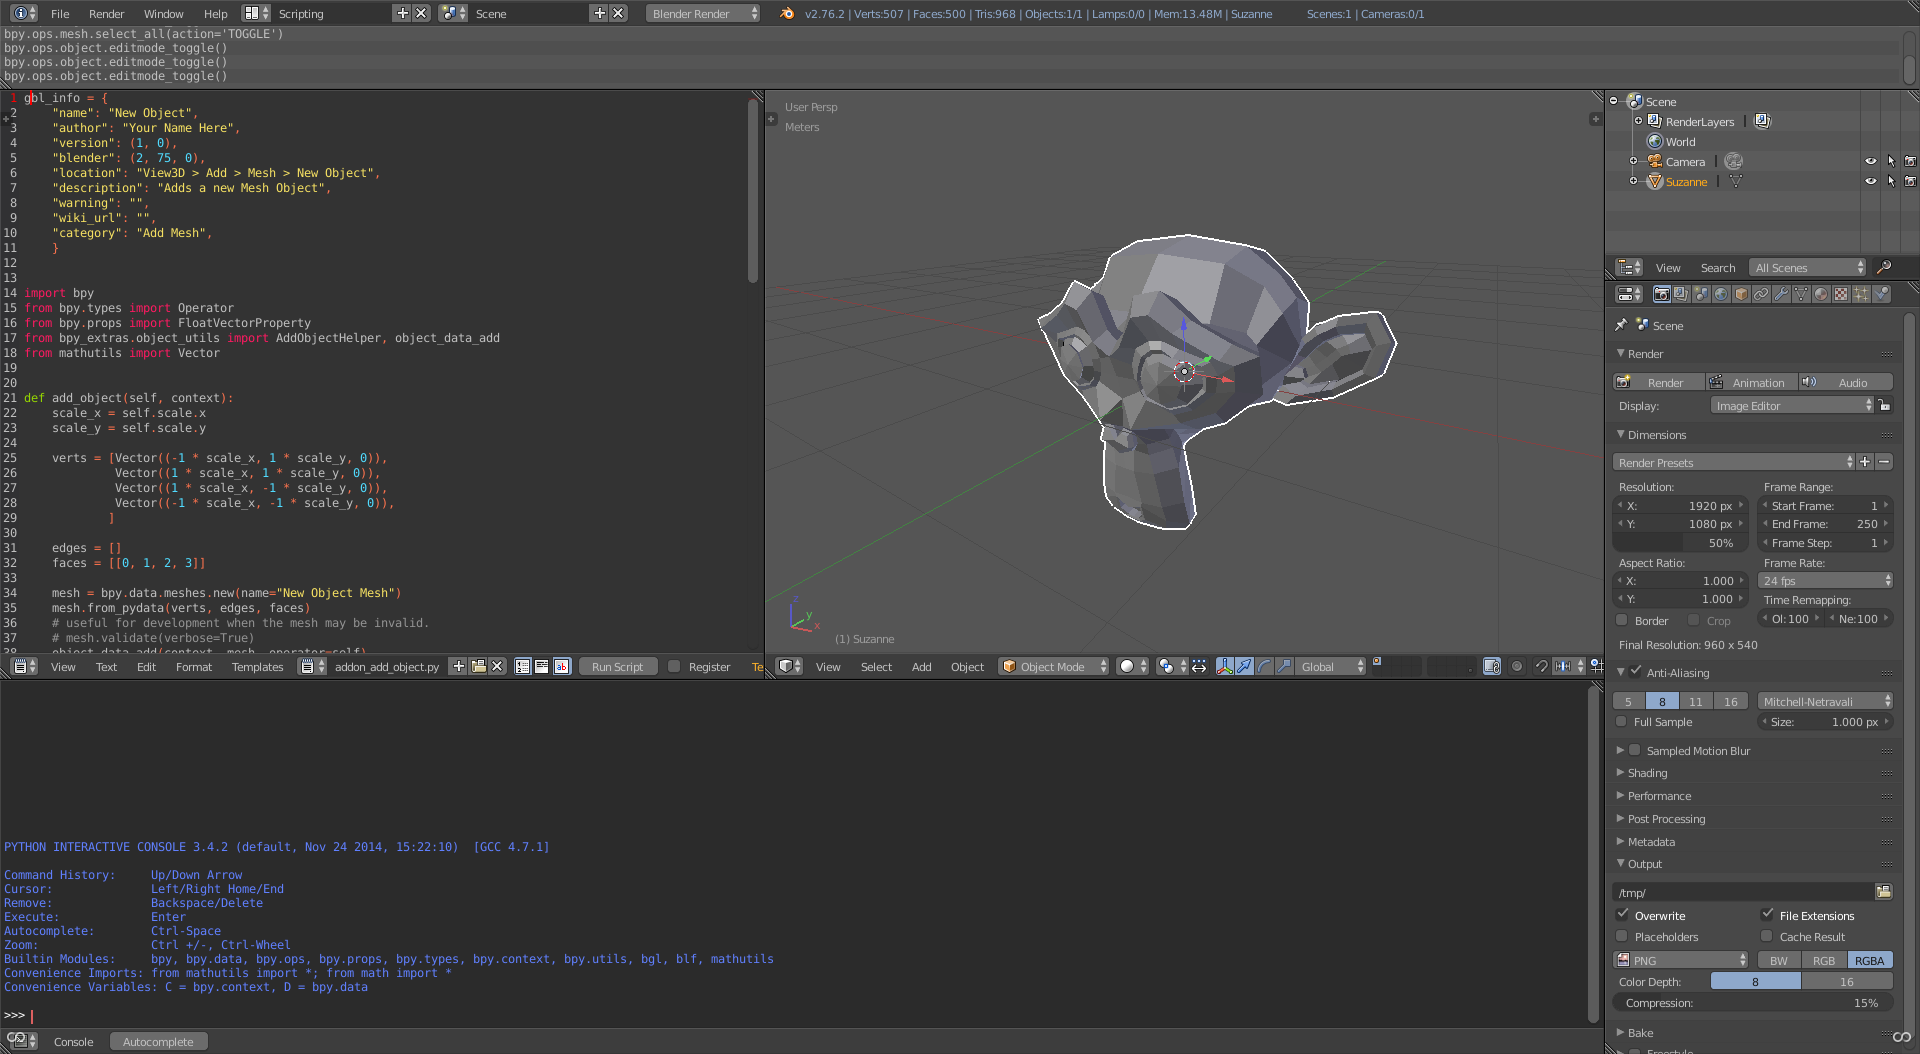 File Render Window Help Scripting Scene Blender Render v2.76.2 | Verts:507 | Faces:500 | Tris:968 | Objects:1/1 | Lamps:0/0 | Mem:13.48M | Suzanne Scenes:1 | Cameras:0/1
bpy.ops.mesh.select_all(action='TOGGLE')
bpy.ops.object.editmode_toggle()
bpy.ops.object.editmode_toggle()
bpy.ops.object.editmode_toggle()
1 gbl_info = {
2     "name": "New Object",
3     "author": "Your Name Here",
4     "version": (1, 0),
5     "blender": (2, 75, 0),
6     "location": "View3D > Add > Mesh > New Object",
7     "description": "Adds a new Mesh Object",
8     "warning": "",
9     "wiki_url": "",
10     "category": "Add Mesh",
11     }
12
13
14 import bpy
15 from bpy.types import Operator
16 from bpy.props import FloatVectorProperty
17 from bpy_extras.object_utils import AddObjectHelper, object_data_add
18 from mathutils import Vector
19
20
21 def add_object(self, context):
22     scale_x = self.scale.x
23     scale_y = self.scale.y
24
25     verts = [Vector((-1 * scale_x, 1 * scale_y, 0)),
26              Vector((1 * scale_x, 1 * scale_y, 0)),
27              Vector((1 * scale_x, -1 * scale_y, 0)),
28              Vector((-1 * scale_x, -1 * scale_y, 0)),
29             ]
30
31     edges = []
32     faces = [[0, 1, 2, 3]]
33
34     mesh = bpy.data.meshes.new(name="New Object Mesh")
35     mesh.from_pydata(verts, edges, faces)
36     # useful for development when the mesh may be invalid.
37     # mesh.validate(verbose=True)
38     object_data_add(context, mesh, operator=self)
View Text Edit Format Templates addon_add_object.py Run Script Register Te
User Persp
Meters
z
y
x
(1) Suzanne
View Select Add Object Object Mode Global
Scene
RenderLayers |
World
Camera |
Suzanne |
View Search All Scenes
Scene
Render
Render Animation Audio
Display: Image Editor
Dimensions
Render Presets
Resolution: Frame Range:
X: 1920 px Start Frame: 1
Y: 1080 px End Frame: 250
50% Frame Step: 1
Aspect Ratio: Frame Rate:
X: 1.000 24 fps
Y: 1.000 Time Remapping:
Border Crop Ol:100 Ne:100
Final Resolution: 960 x 540
Anti-Aliasing
5 8 11 16 Mitchell-Netravali
Full Sample Size: 1.000 px
Sampled Motion Blur
Shading
Performance
Post Processing
Metadata
Output
/tmp/
Overwrite File Extensions
Placeholders Cache Result
PNG BW RGB RGBA
Color Depth: 8 16
Compression: 15%
Bake
Freestyle
PYTHON INTERACTIVE CONSOLE 3.4.2 (default, Nov 24 2014, 15:22:10)  [GCC 4.7.1]
Command History:     Up/Down Arrow
Cursor:              Left/Right Home/End
Remove:              Backspace/Delete
Execute:             Enter
Autocomplete:        Ctrl-Space
Zoom:                Ctrl +/-, Ctrl-Wheel
Builtin Modules:     bpy, bpy.data, bpy.ops, bpy.props, bpy.types, bpy.context, bpy.utils, bgl, blf, mathutils
Convenience Imports: from mathutils import *; from math import *
Convenience Variables: C = bpy.context, D = bpy.data
>>>
Console Autocomplete